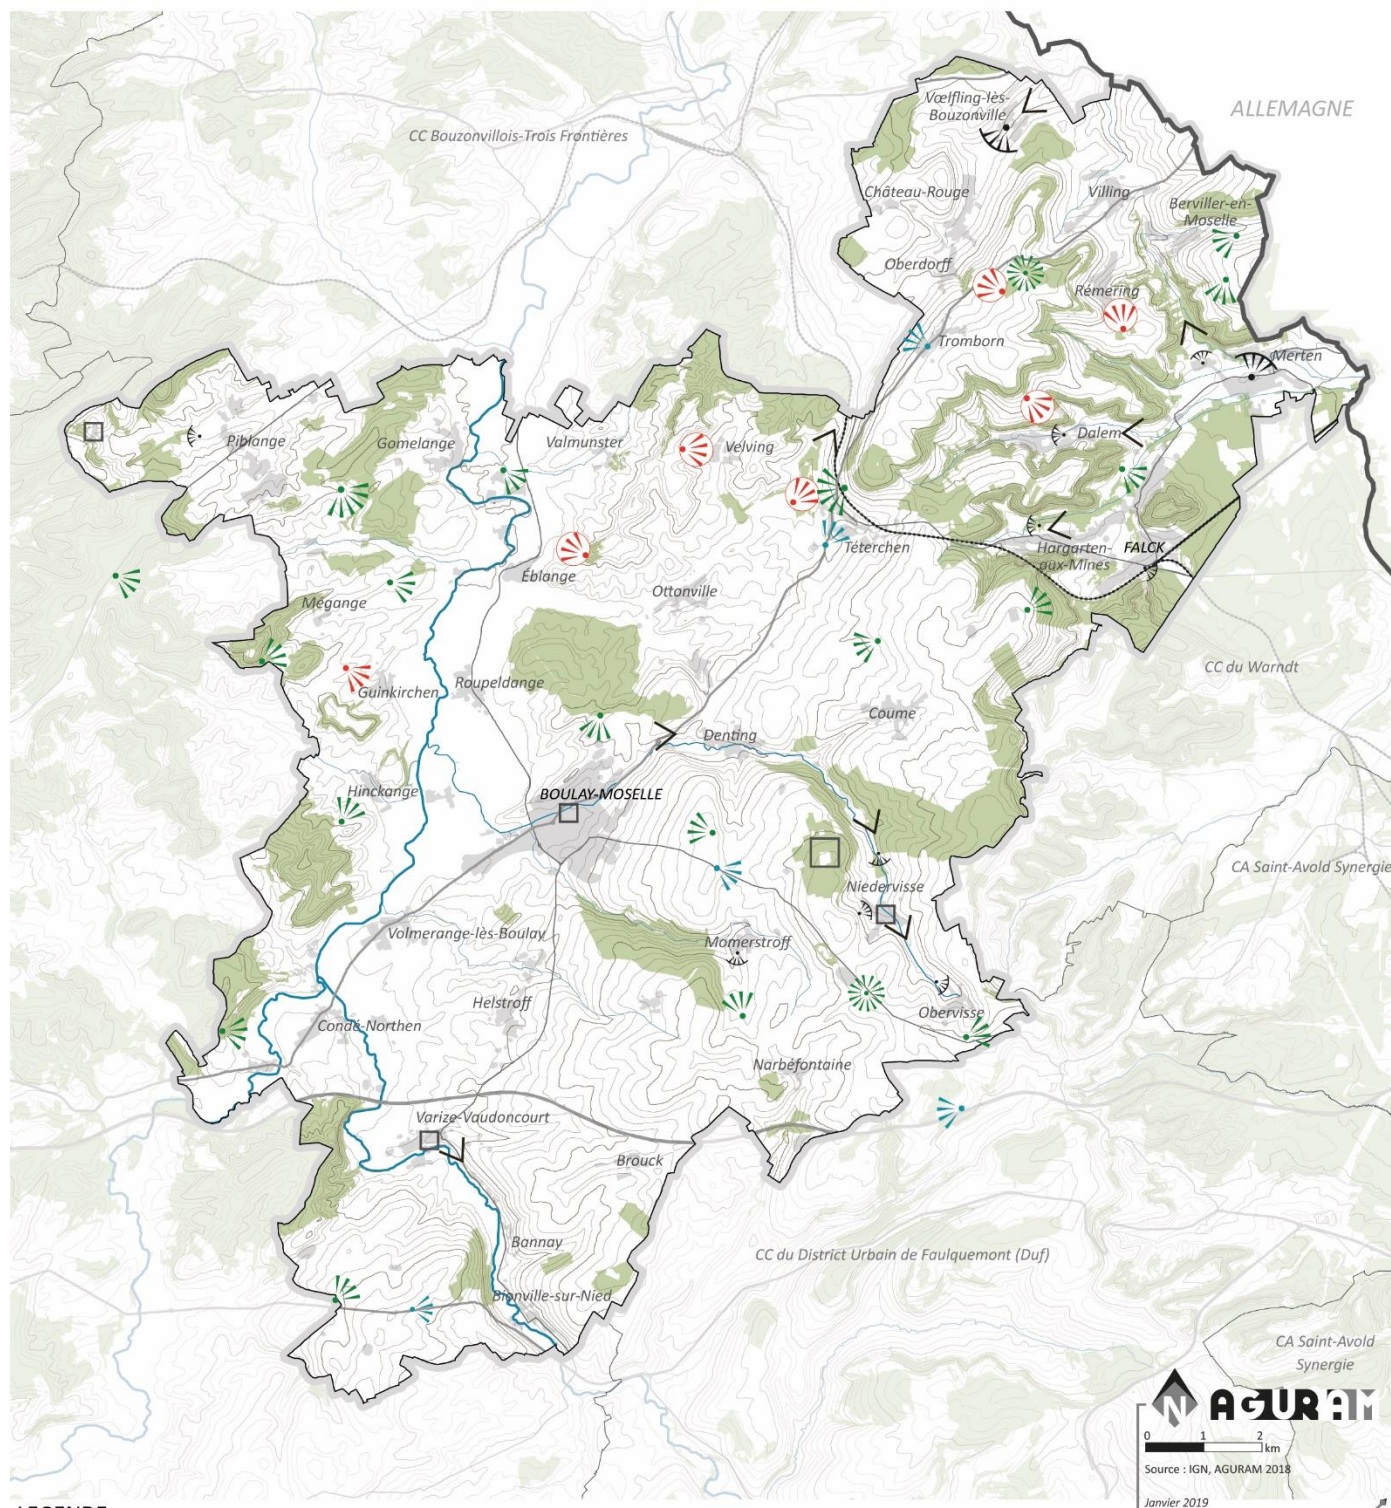 ALLEMAGNE
Vœlfling-lès-
Bouzonville
CC Bouzonvillois-Trois Frontières
Château-Rouge
Villing
Berviller-en-
Moselle
Oberdorff
Rémering
Tromborn
Merten
Piblange
Gomelange
Valmunster
Velving
Dalem
Téterchen
Hargarten-
aux-Mines
FALCK
Éblange
Ottonville
Mégange
CC du Warndt
Guinkirchen
Roupeldange
Coume
Denting
Hinckange
BOULAY-MOSELLE
CA Saint-Avold Synergie
Niedervisse
Volmerange-lès-Boulay
Momerstroff
Helstroff
Obervisse
Condé-Northen
Narbéfontaine
Varize-Vaudoncourt
Brouck
Bannay
CC du District Urbain de Faulquemont (Duf)
Bionville-sur-Nied
CA Saint-Avold
Synergie
N
AGURAM
0 1 2
km
Source : IGN, AGURAM 2018
Janvier 2019
LEGENDE